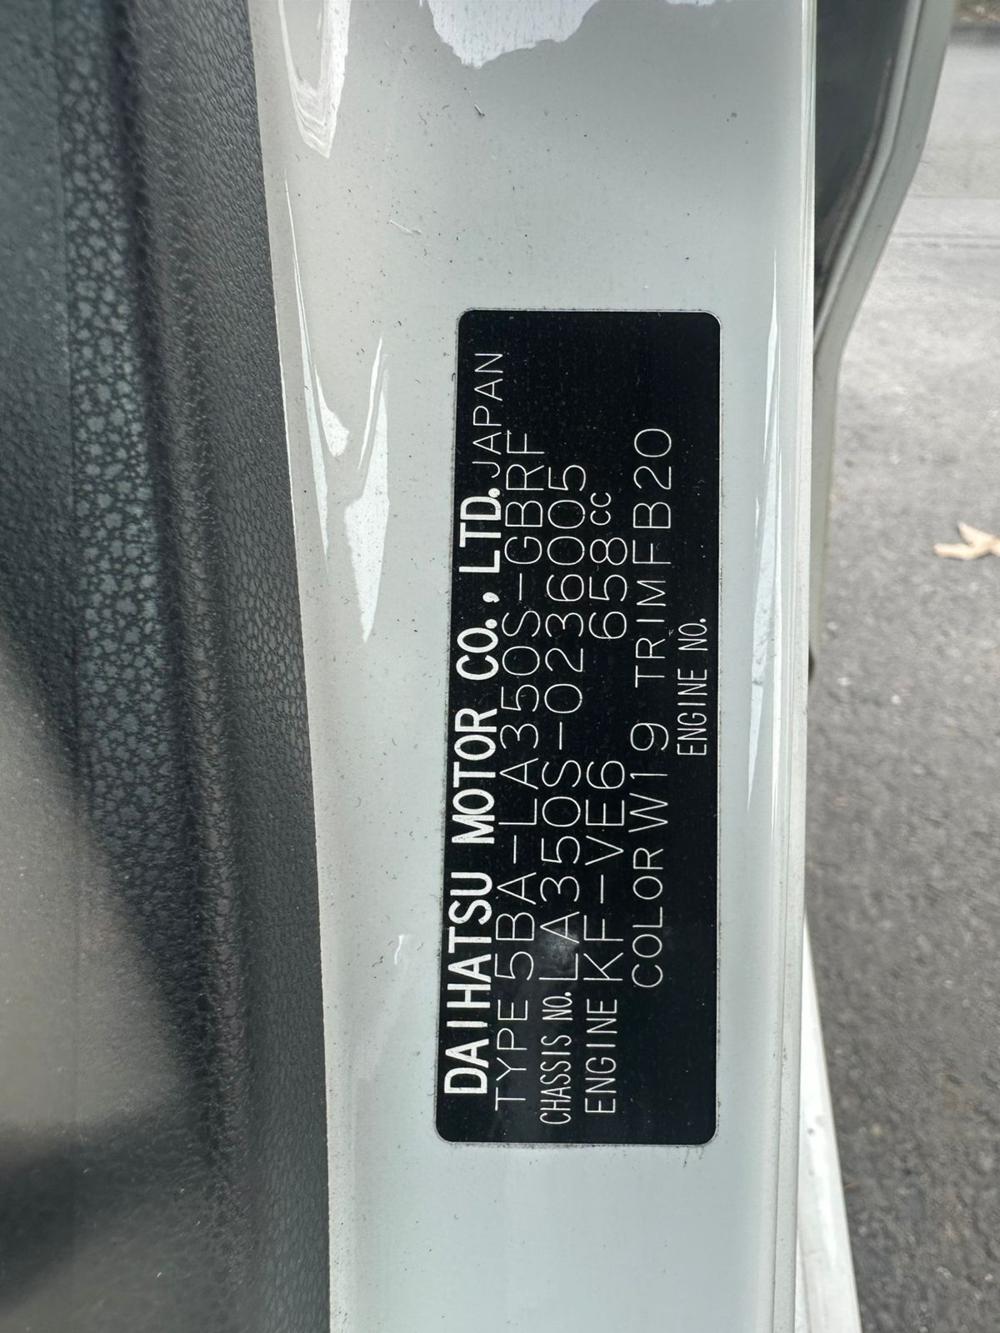 DAIHATSU MOTOR CO., LTD. JAPAN
TYPE 5BA-LA350S-GBRF
CHASSIS NO. LA350S-0236005
ENGINE KF-VE6 658cc
COLOR W19 TRIM FB20
ENGINE NO.